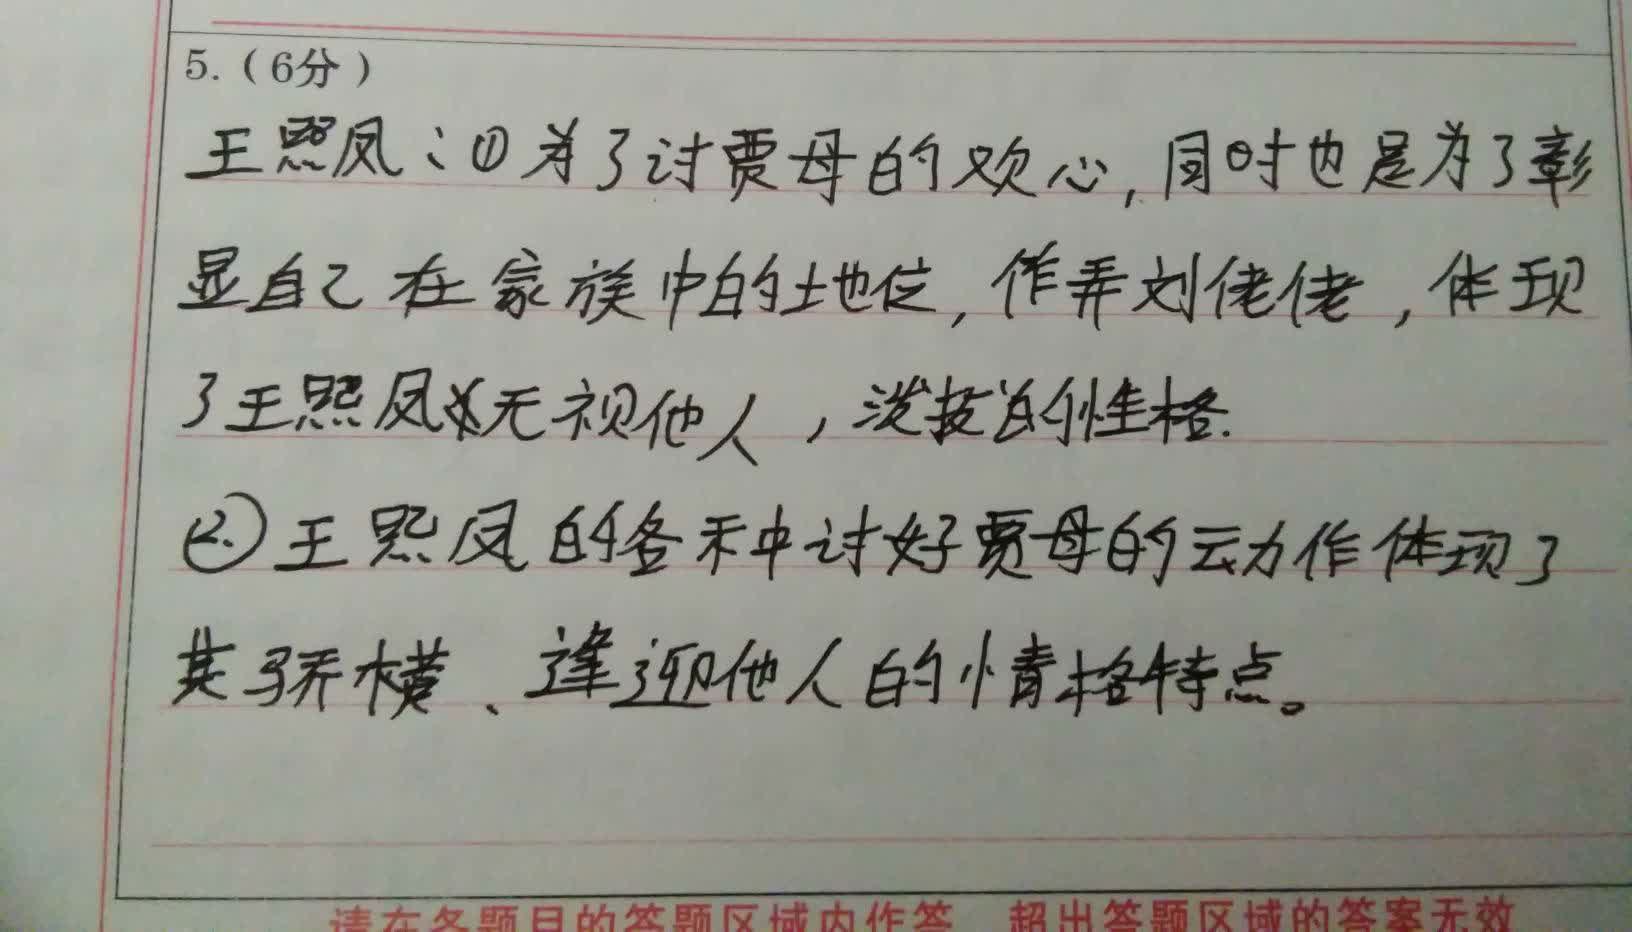 5.（6分）
王熙凤：①为了讨贾母的欢心，同时也是为了彰
显自己在家族中的地位，作弄刘佬佬，体现
了王熙凤无视他人，泼技的性格.
②王熙凤的各种讨好贾母的动作体现了
其骄横、逢迎他人的情格特点。
请在各题目的答题区域内作答 超出答题区域的答案无效